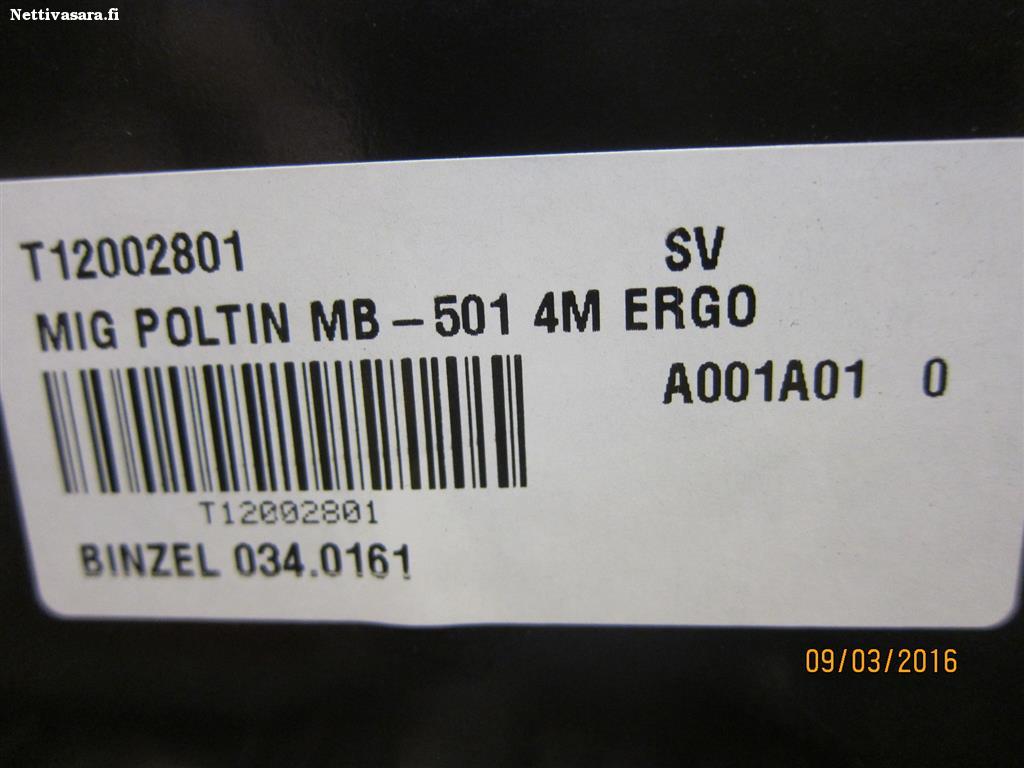 Nettivasara.fi
T12002801 SV
MIG POLTIN MB-501 4M ERGO
A001A01 0
T12002801
BINZEL 034.0161
09/03/2016